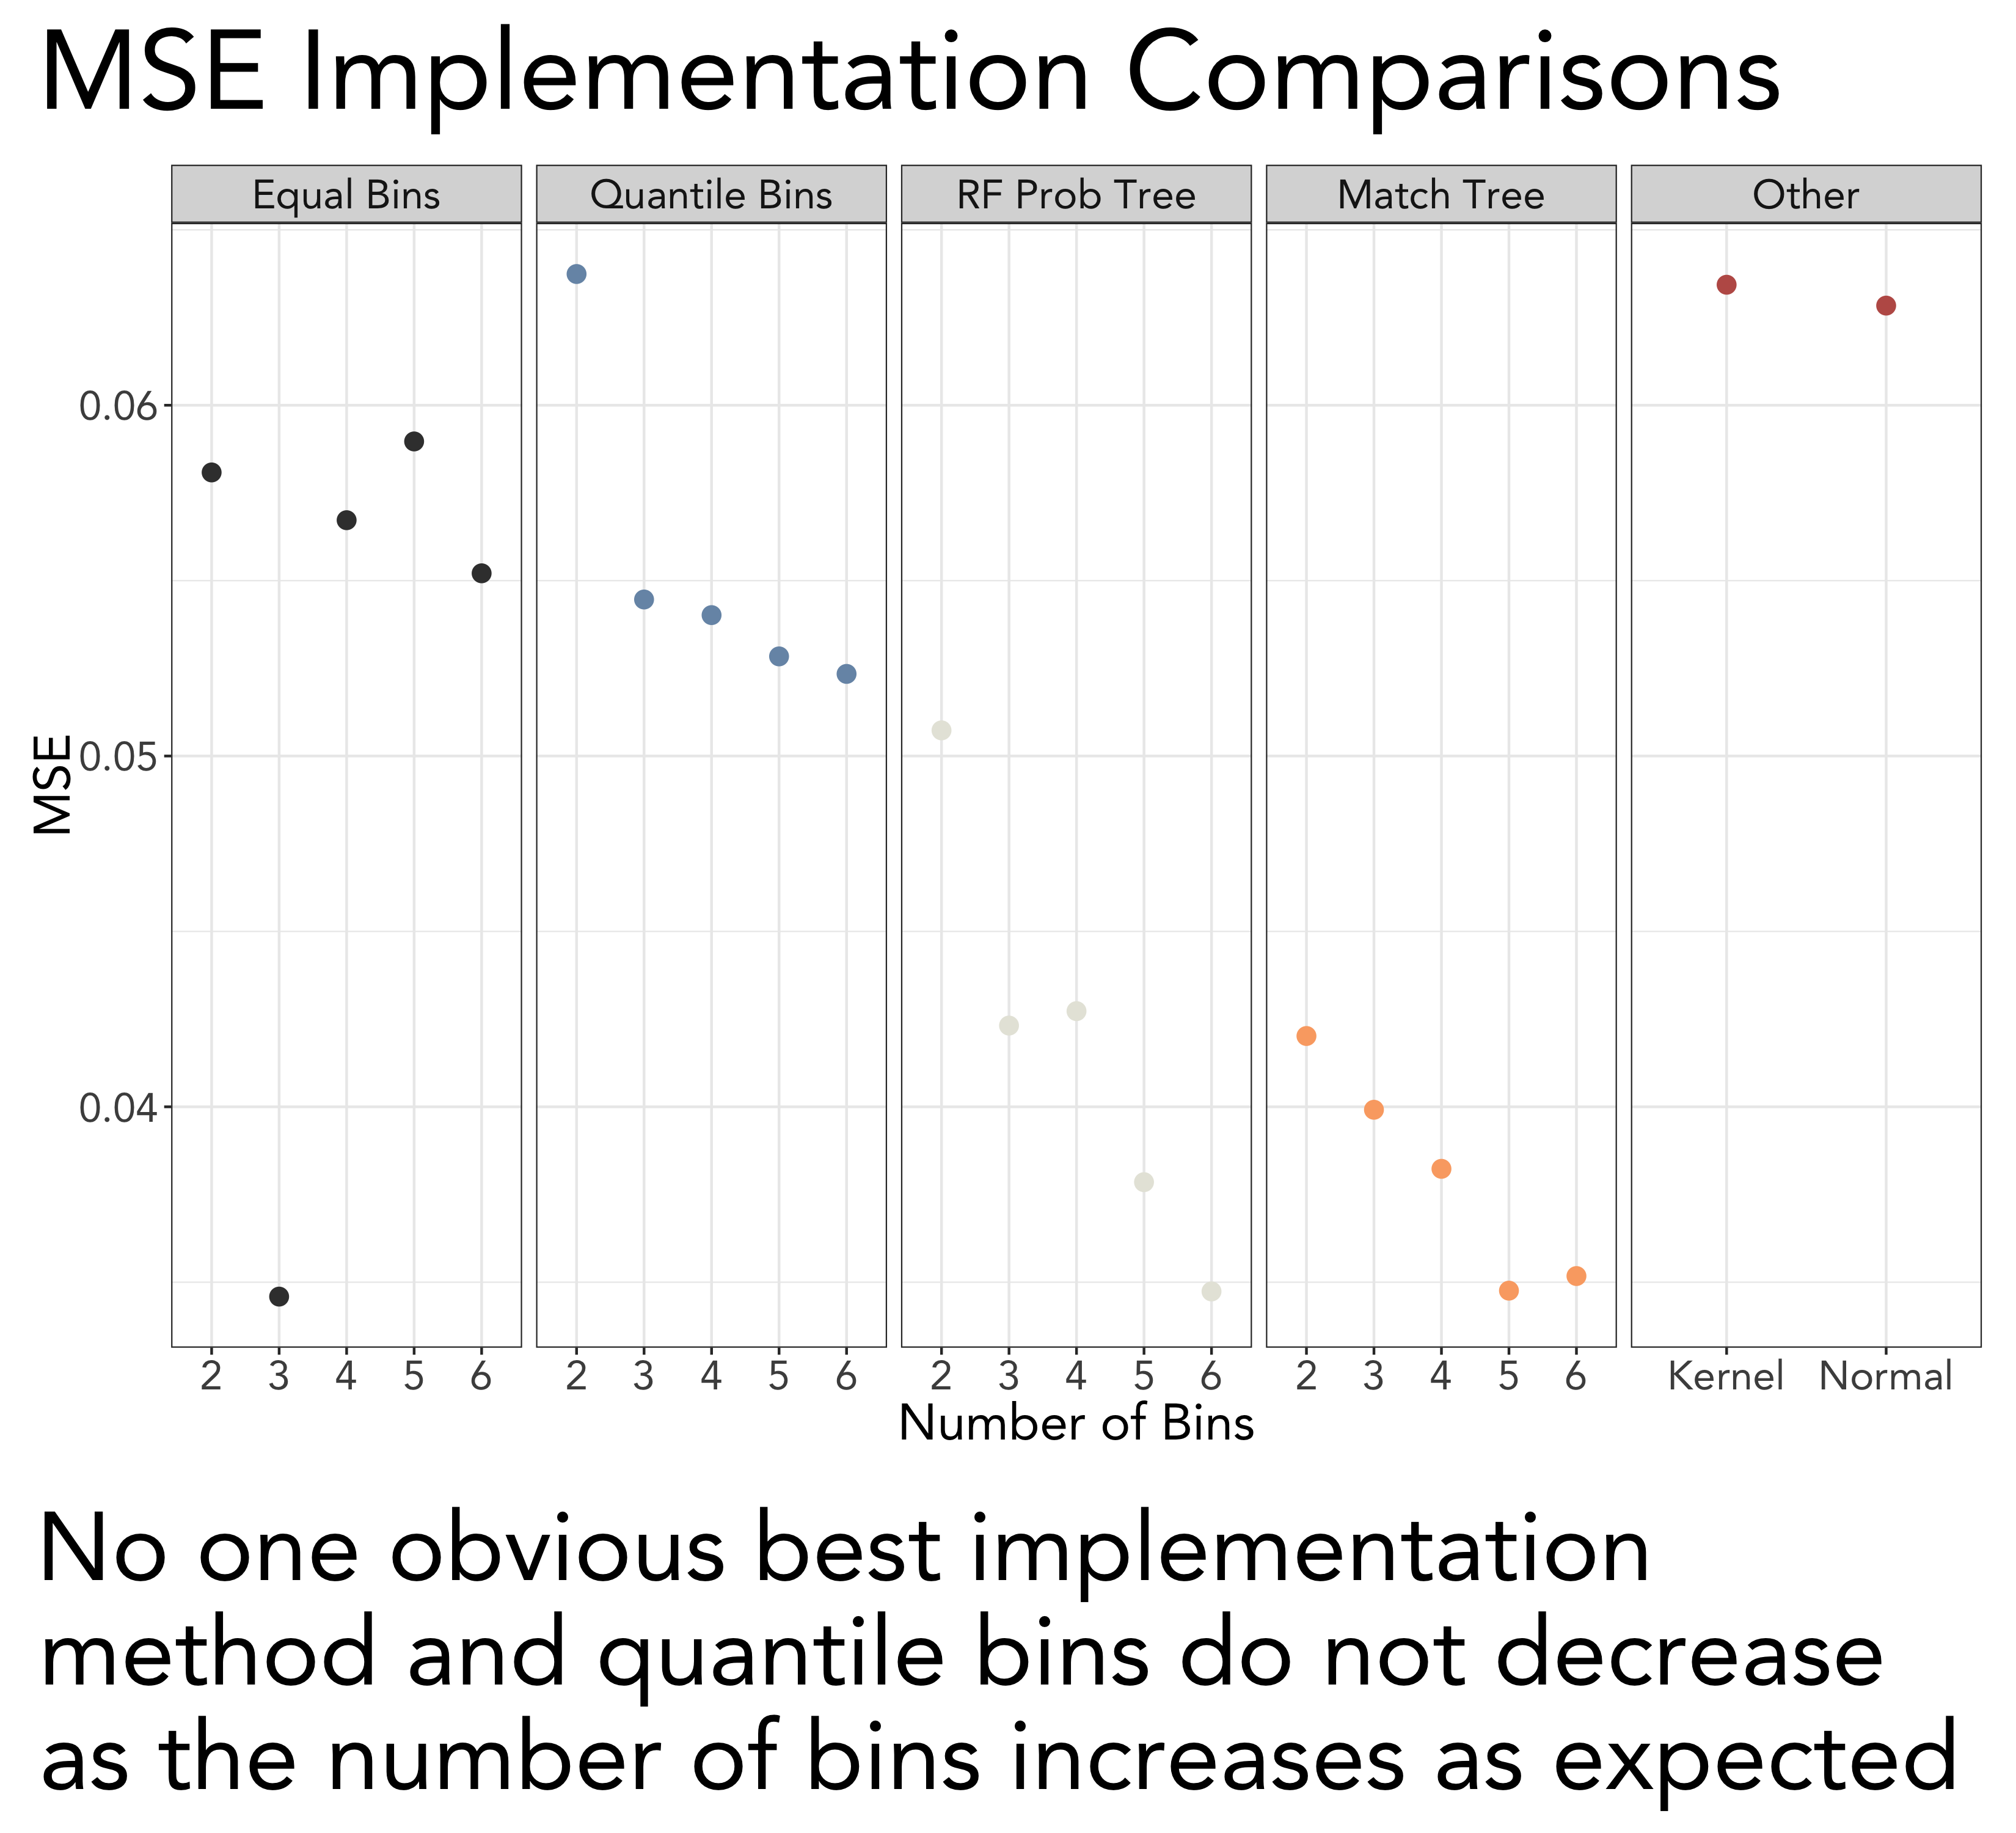 MSE Implementation Comparisons
Equal Bins Quantile Bins RF Prob Tree Match Tree Other
0.06
0.05
0.04
MSE
2 3 4 5 6 2 3 4 5 6 2 3 4 5 6 2 3 4 5 6 Kernel Normal
Number of Bins
No one obvious best implementation
method and quantile bins do not decrease
as the number of bins increases as expected